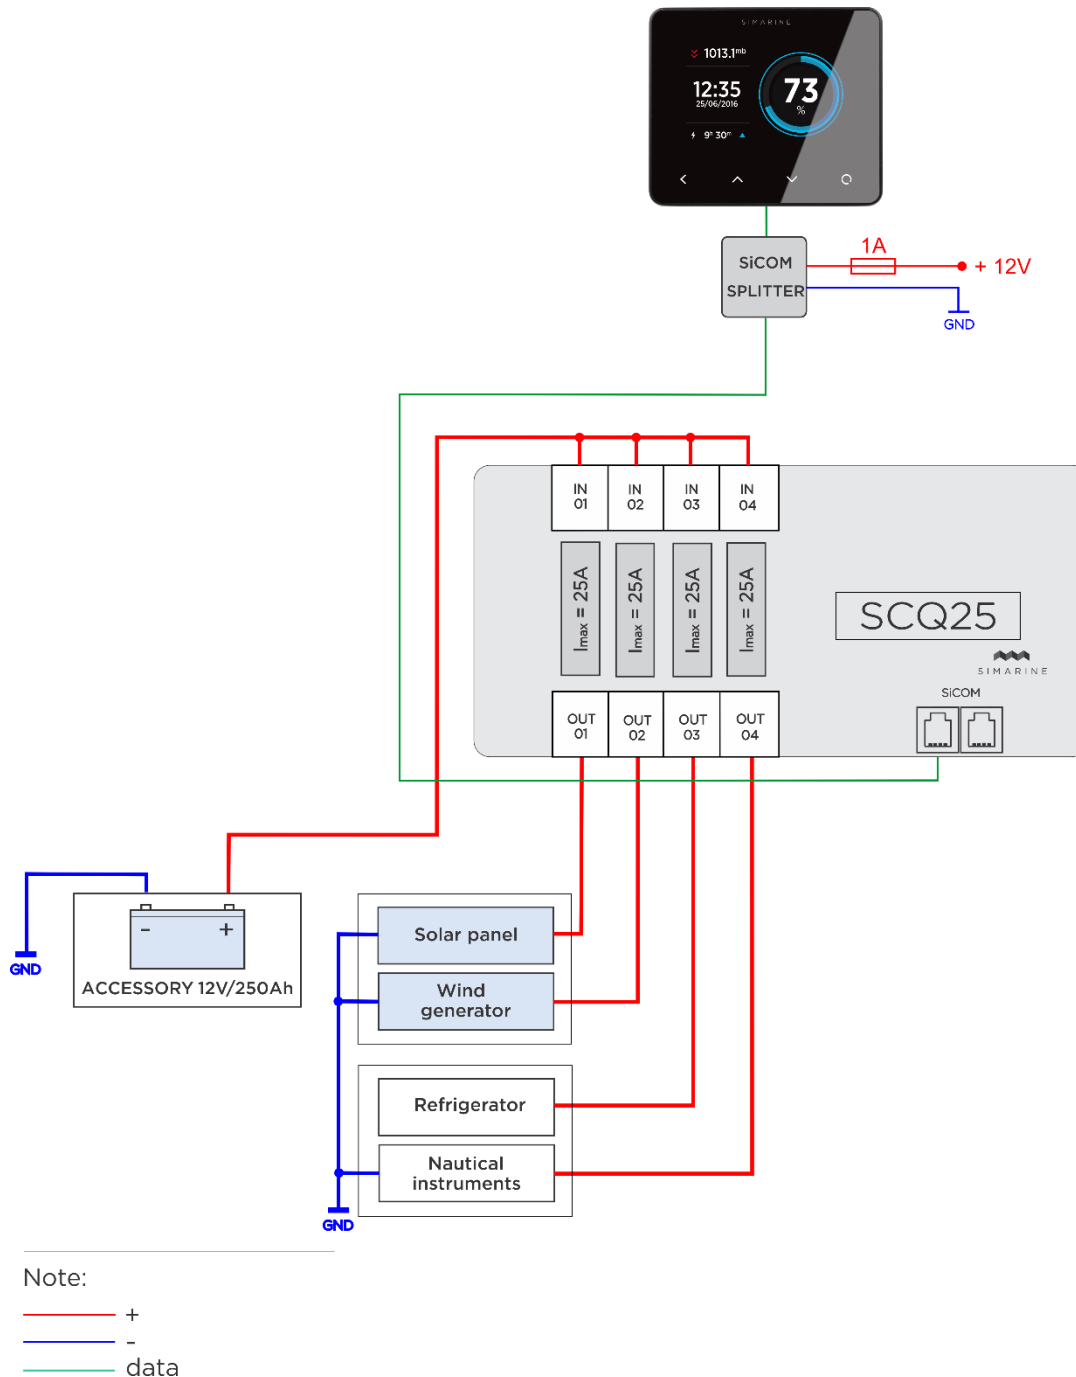 SIMARINE
1013.1mb
12:35
25/06/2016
73
%
9h 30m
SiCOM
SPLITTER
1A
+ 12V
GND
IN
01
IN
02
IN
03
IN
04
Imax = 25A
Imax = 25A
Imax = 25A
Imax = 25A
SCQ25
SIMARINE
SiCOM
OUT
01
OUT
02
OUT
03
OUT
04
- +
ACCESSORY 12V/250Ah
GND
Solar panel
Wind
generator
Refrigerator
Nautical
instruments
GND
Note:
+
-
data